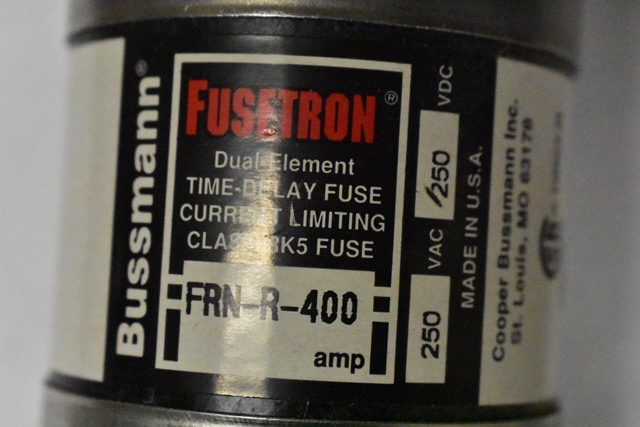 Bussmann®
FUSETRON®
Dual-Element
TIME-DELAY FUSE
CURRENT LIMITING
CLASS RK5 FUSE
FRN-R-400
amp
250 VAC 250 VDC
MADE IN U.S.A.
Cooper Bussmann Inc.
St. Louis, MO 63178